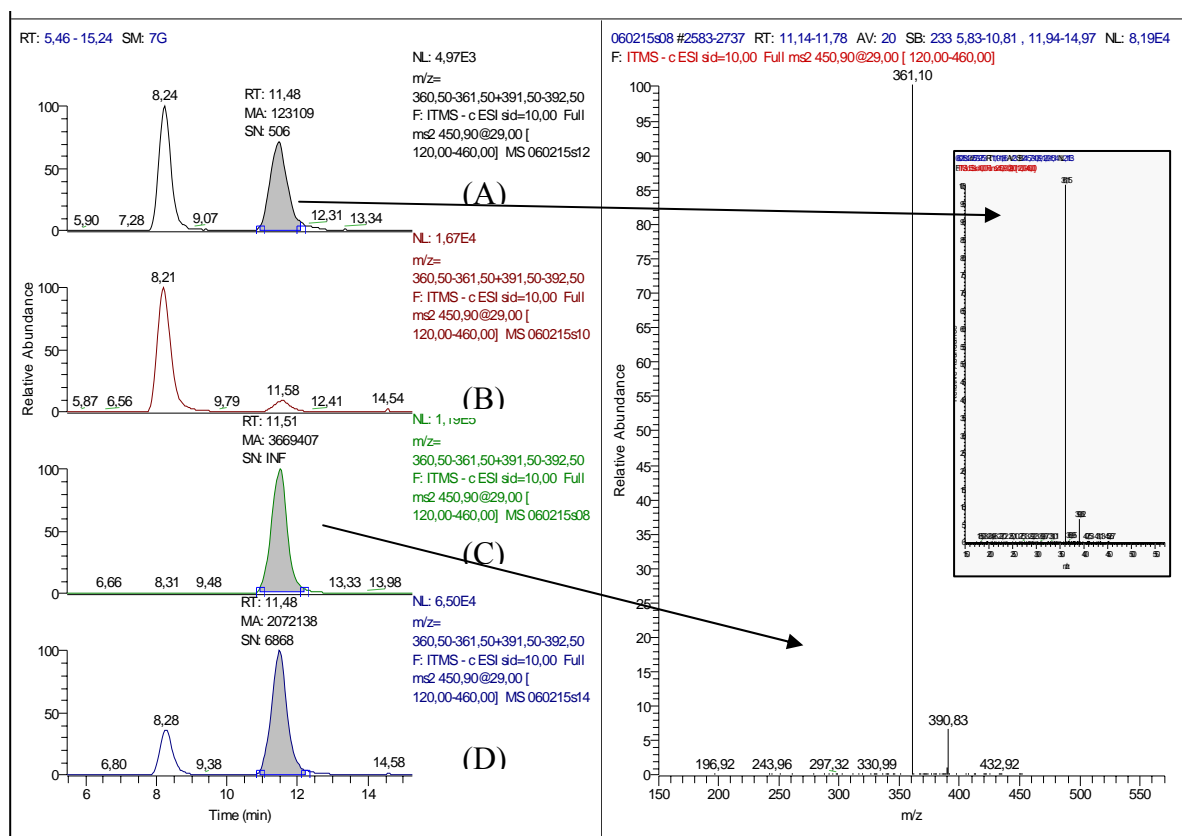 RT: 5,46 - 15,24 SM: 7G
NL: 4,97E3
m/z=
360,50-361,50+391,50-392,50
F: ITMS - c ESI sid=10,00 Full
ms2 450,90@29,00 [
120,00-460,00] MS 060215s12
8,24
RT: 11,48
MA: 123109
SN: 506
100
50
0
5,90 7,28 9,07 12,31 13,34
(A)
NL: 1,67E4
m/z=
360,50-361,50+391,50-392,50
F: ITMS - c ESI sid=10,00 Full
ms2 450,90@29,00 [
120,00-460,00] MS 060215s10
8,21
100
50
0
5,87 6,56 9,79 11,58 12,41 14,54
(B)
Relative Abundance
NL: 1,19E5
m/z=
360,50-361,50+391,50-392,50
F: ITMS - c ESI sid=10,00 Full
ms2 450,90@29,00 [
120,00-460,00] MS 060215s08
RT: 11,51
MA: 3669407
SN: INF
100
50
0
6,66 8,31 9,48 13,33 13,98
(C)
NL: 6,50E4
m/z=
360,50-361,50+391,50-392,50
F: ITMS - c ESI sid=10,00 Full
ms2 450,90@29,00 [
120,00-460,00] MS 060215s14
RT: 11,48
MA: 2072138
SN: 6868
100
50
0
6,80 8,28 9,38 14,58
(D)
6 8 10 12 14
Time (min)
060215s08 #2583-2737 RT: 11,14-11,78 AV: 20 SB: 233 5,83-10,81 , 11,94-14,97 NL: 8,19E4
F: ITMS - c ESI sid=10,00 Full ms2 450,90@29,00 [ 120,00-460,00]
361,10
100
95
90
85
80
75
70
65
60
55
50
45
40
35
30
25
20
15
10
5
0
Relative Abundance
390,83
196,92 243,96 297,32 330,99 432,92
150 200 250 300 350 400 450 500 550
m/z